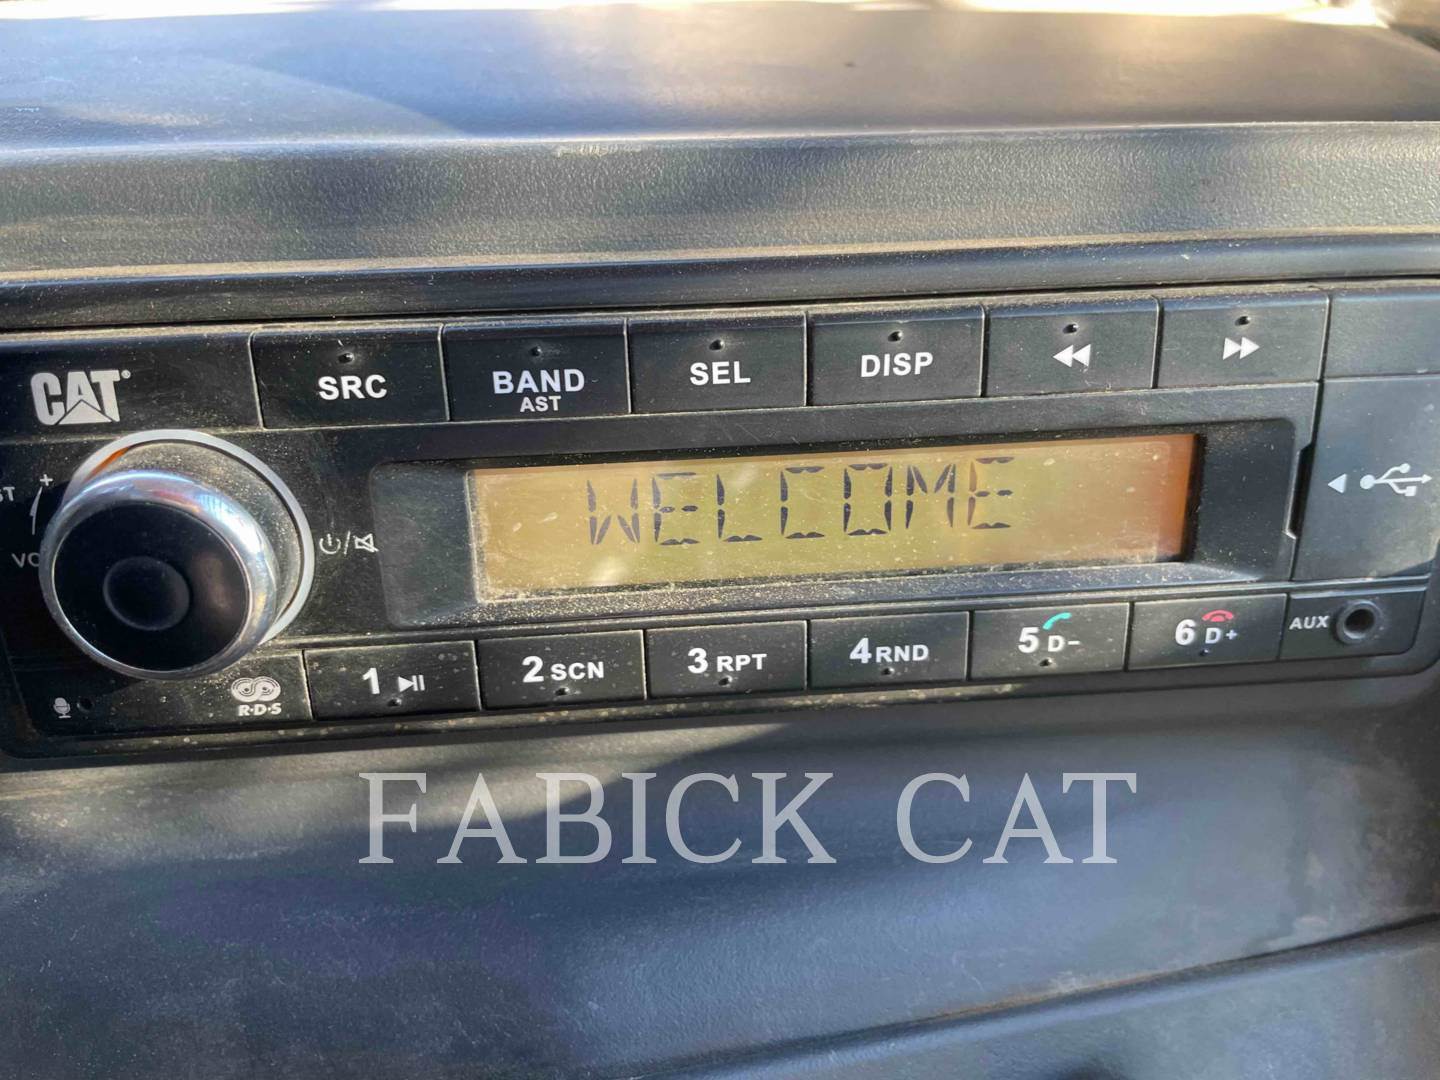 CAT
SRC
BAND
AST
SEL
DISP
WELCOME
1
2 SCN
3 RPT
4 RND
5 D-
6 D+
AUX
R·D·S
FABICK CAT